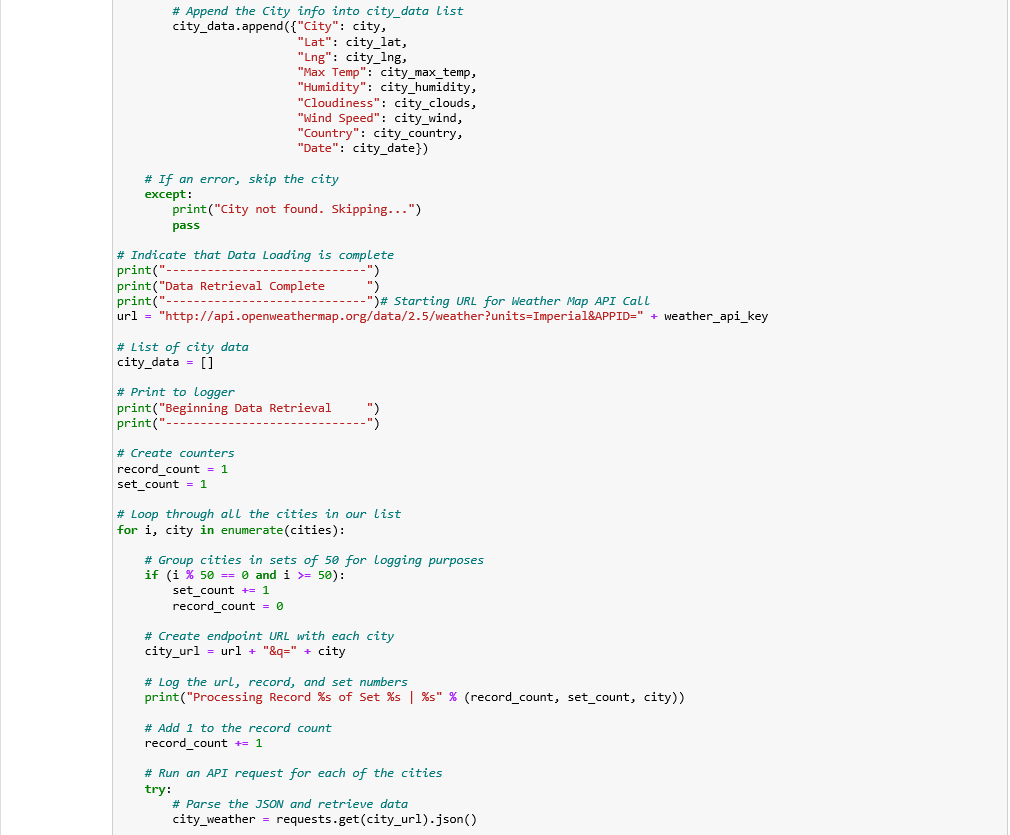 # Append the City info into city_data list
        city_data.append({"City": city,
                          "Lat": city_lat,
                          "Lng": city_lng,
                          "Max Temp": city_max_temp,
                          "Humidity": city_humidity,
                          "Cloudiness": city_clouds,
                          "Wind Speed": city_wind,
                          "Country": city_country,
                          "Date": city_date})
    # If an error, skip the city
    except:
        print("City not found. Skipping...")
        pass
# Indicate that Data Loading is complete
print("-----------------------------")
print("Data Retrieval Complete      ")
print("-----------------------------")# Starting URL for Weather Map API Call
url = "http://api.openweathermap.org/data/2.5/weather?units=Imperial&APPID=" + weather_api_key
# List of city data
city_data = []
# Print to logger
print("Beginning Data Retrieval     ")
print("-----------------------------")
# Create counters
record_count = 1
set_count = 1
# Loop through all the cities in our list
for i, city in enumerate(cities):
    # Group cities in sets of 50 for logging purposes
    if (i % 50 == 0 and i >= 50):
        set_count += 1
        record_count = 0
    # Create endpoint URL with each city
    city_url = url + "&q=" + city
    # Log the url, record, and set numbers
    print("Processing Record %s of Set %s | %s" % (record_count, set_count, city))
    # Add 1 to the record count
    record_count += 1
    # Run an API request for each of the cities
    try:
        # Parse the JSON and retrieve data
        city_weather = requests.get(city_url).json()